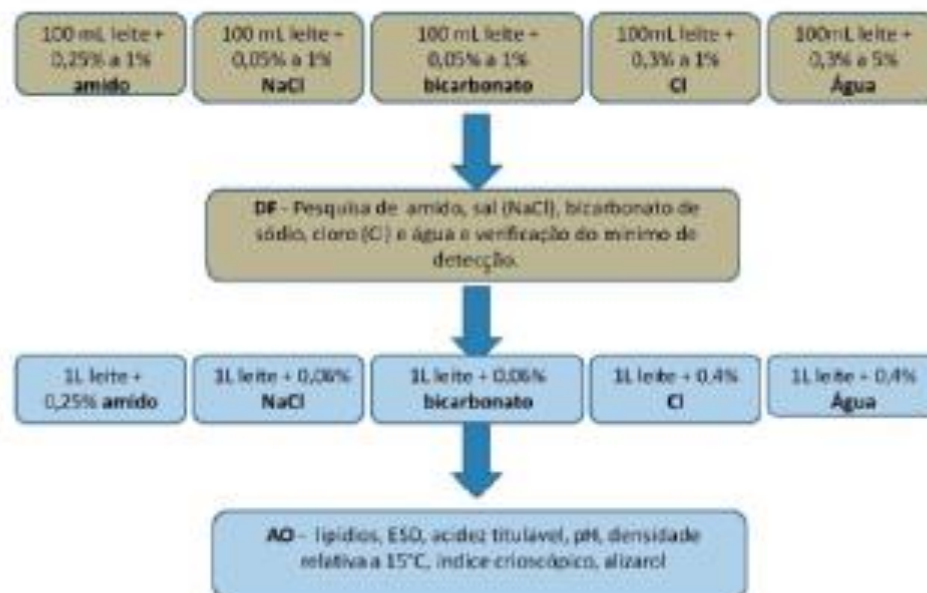 100 mL leite +
0,25% a 1%
amido
100 mL leite +
0,05% a 1%
NaCl
100 mL leite +
0,05% a 1%
bicarbonato
100mL leite +
0,3% a 1%
Cl
100mL leite +
0,3% a 5%
Água
DF - Pesquisa de amido, sal (NaCl), bicarbonato de
sódio, cloro (Cl) e água e verificação do mínimo de
detecção.
1L leite +
0,25% amido
1L leite + 0,06%
NaCl
1L leite + 0,06%
bicarbonato
1L leite + 0,4%
Cl
1L leite + 0,4%
Água
AO - lipídios, ESD, acidez titulável, pH, densidade
relativa a 15°C, índice crioscópico, alizarol